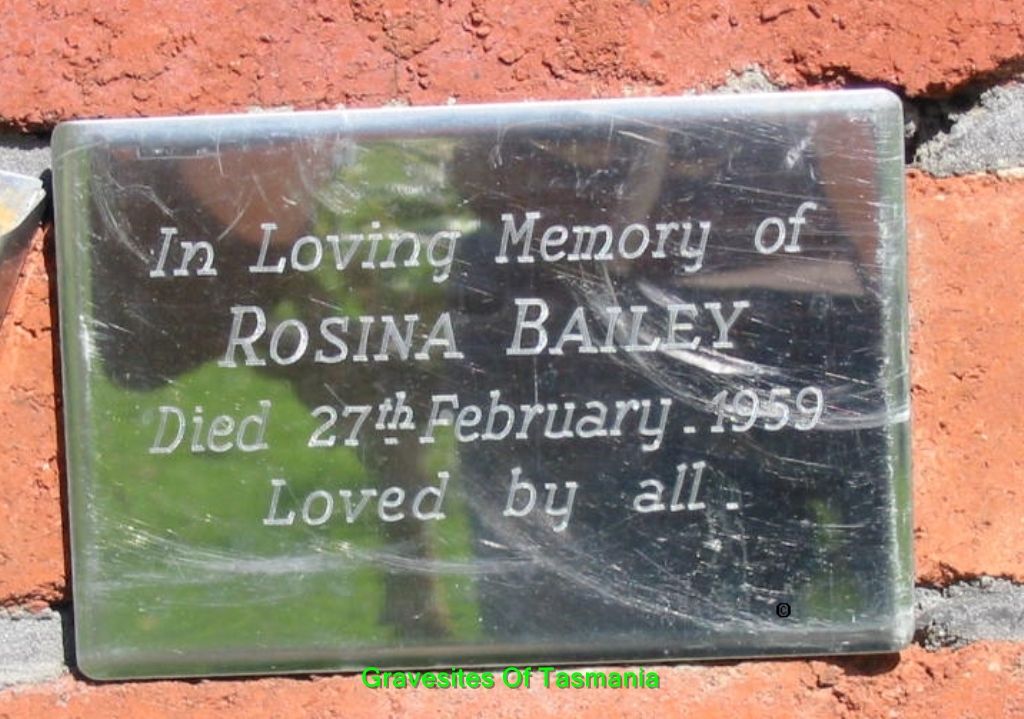 In Loving Memory of
ROSINA BAILEY
Died 27th February. 1959
Loved by all.
©
Gravesites Of Tasmania